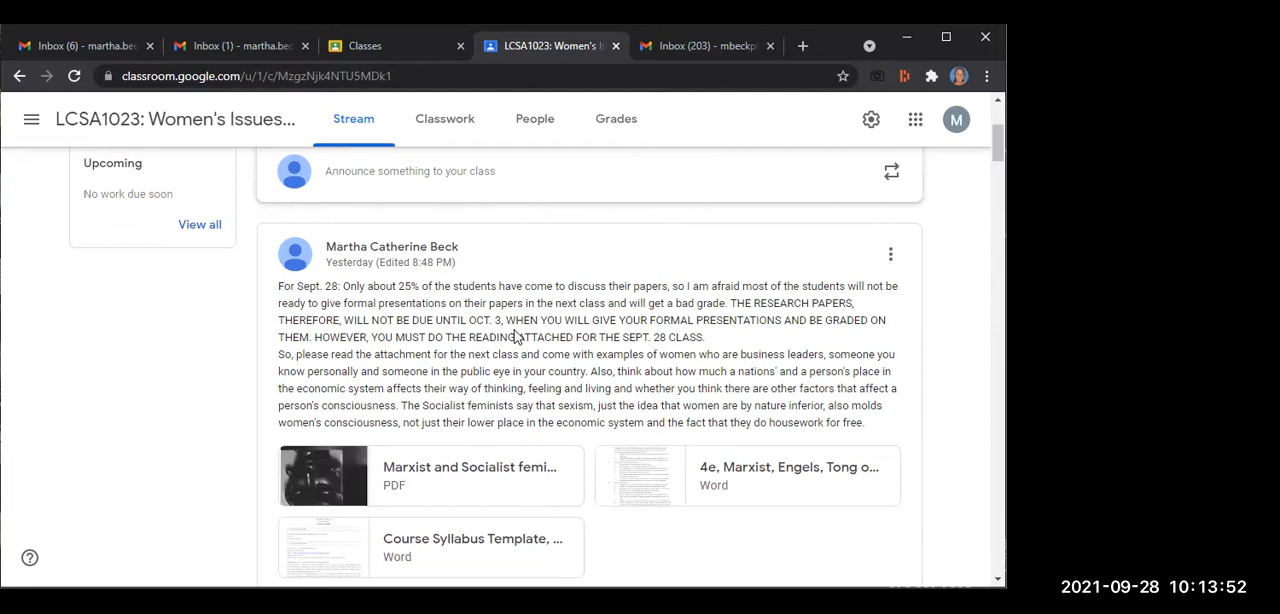 Inbox (6) - martha.bec
Inbox (1) - martha.bec
Classes
LCSA1023: Women's I
Inbox (203) - mbeckp
classroom.google.com/u/1/c/MzgzNjk4NTU5MDk1
LCSA1023: Women's Issues...
Stream
Classwork
People
Grades
M
Upcoming
No work due soon
View all
Announce something to your class
Martha Catherine Beck
Yesterday (Edited 8:48 PM)
For Sept. 28: Only about 25% of the students have come to discuss their papers, so I am afraid most of the students will not be
ready to give formal presentations on their papers in the next class and will get a bad grade. THE RESEARCH PAPERS,
THEREFORE, WILL NOT BE DUE UNTIL OCT. 3, WHEN YOU WILL GIVE YOUR FORMAL PRESENTATIONS AND BE GRADED ON
THEM. HOWEVER, YOU MUST DO THE READING ATTACHED FOR THE SEPT. 28 CLASS.
So, please read the attachment for the next class and come with examples of women who are business leaders, someone you
know personally and someone in the public eye in your country. Also, think about how much a nations' and a person's place in
the economic system affects their way of thinking, feeling and living and whether you think there are other factors that affect a
person's consciousness. The Socialist feminists say that sexism, just the idea that women are by nature inferior, also molds
women's consciousness, not just their lower place in the economic system and the fact that they do housework for free.
Marxist and Socialist femi...
PDF
4e, Marxist, Engels, Tong o...
Word
Course Syllabus Template, ...
Word
2021-09-28 10:13:52